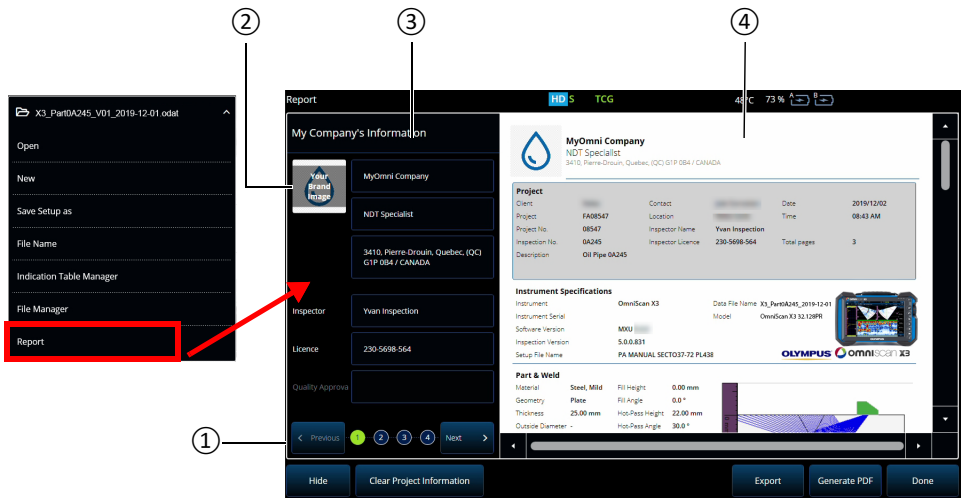 ② ③ ④
X3_Part0A245_V01_2019-12-01.odat
Open
New
Save Setup as
File Name
Indication Table Manager
File Manager
Report
Report HD S TCG 48°C 73 % A B
My Company's Information
Your Brand Image
MyOmni Company
NDT Specialist
3410, Pierre-Drouin, Quebec, (QC)
G1P 0B4 / CANADA
Inspector Yvan Inspection
Licence 230-5698-564
Quality Approva
① Previous 1 2 3 4 Next
MyOmni Company
NDT Specialist
3410, Pierre-Drouin, Quebec, (QC) G1P 0B4 / CANADA
Project
Client Contact Date 2019/12/02
Project FA08547 Location Time 08:43 AM
Project No. 08547 Inspector Name Yvan Inspection
Inspection No. 0A245 Inspector Licence 230-5698-564 Total pages 3
Description Oil Pipe 0A245
Instrument Specifications
Instrument OmniScan X3 Data File Name X3_Part0A245_2019-12-01
Instrument Serial Model OmniScan X3 32.128PR
Software Version MXU
Inspection Version 5.0.0.831
Setup File Name PA MANUAL SECTO37-72 PL438 OLYMPUS omniscan X3
Part & Weld
Material Steel, Mild Fill Height 0.00 mm
Geometry Plate Fill Angle 0.0 °
Thickness 25.00 mm Hot-Pass Height 22.00 mm
Outside Diameter - Hot-Pass Angle 30.0 °
Hide Clear Project Information Export Generate PDF Done